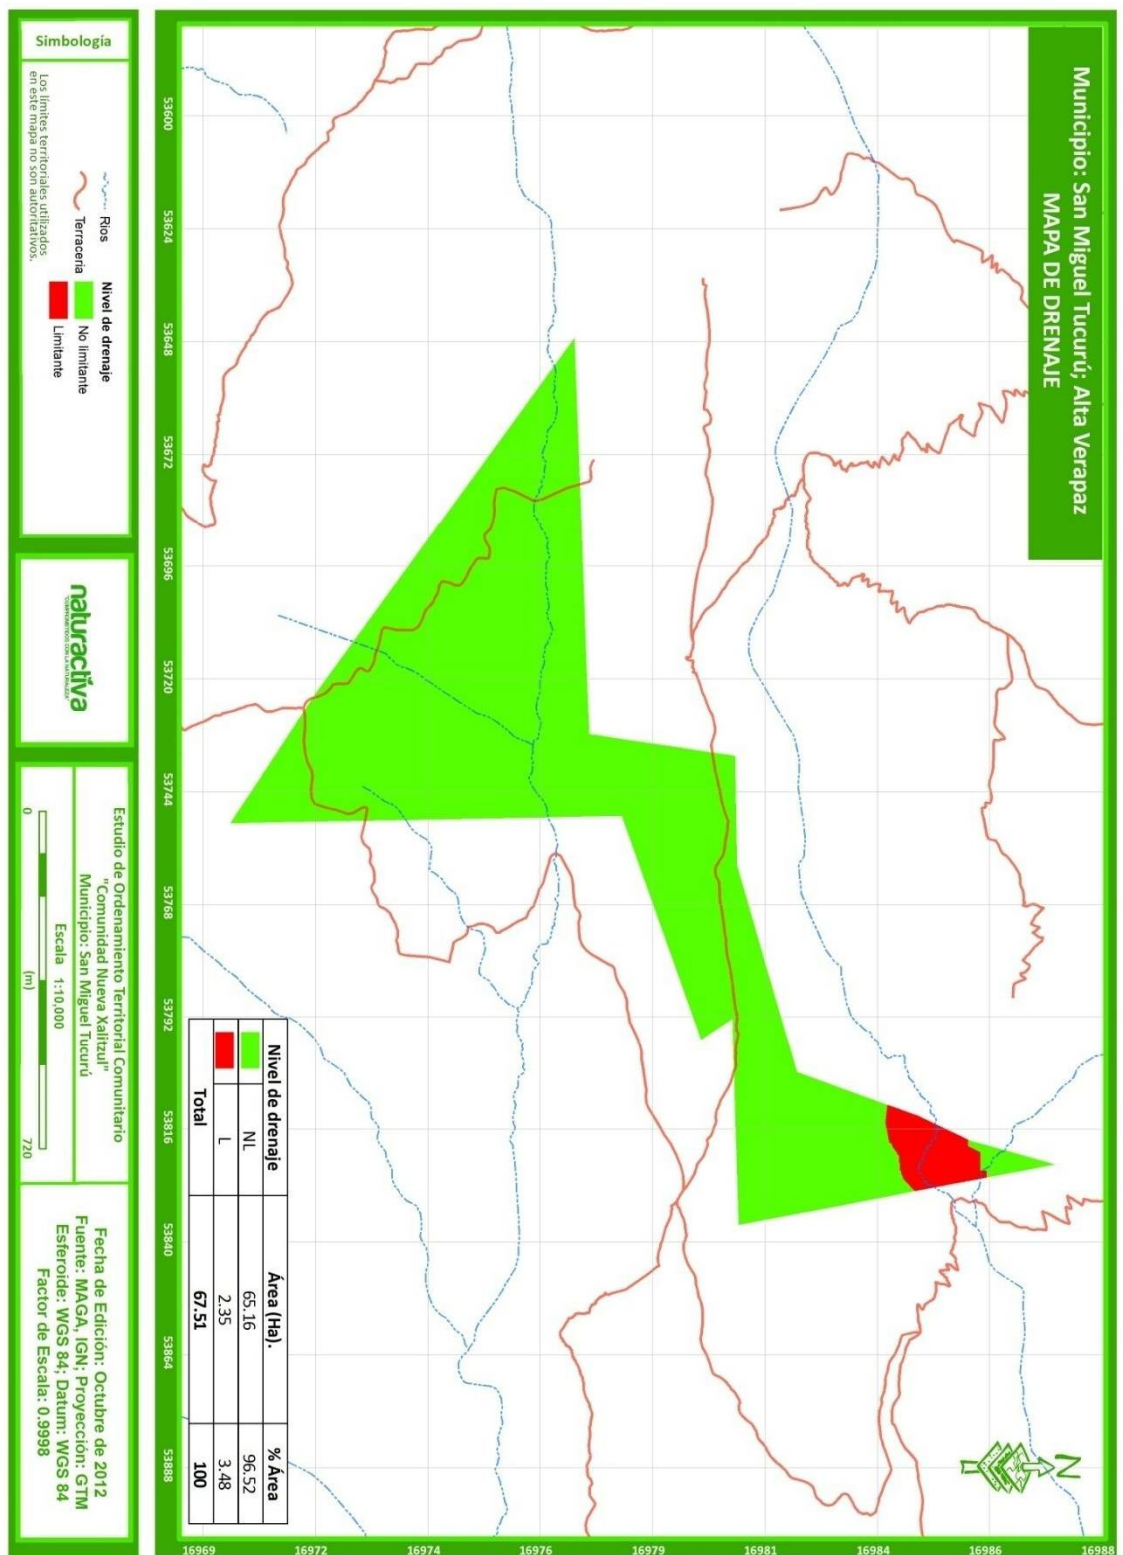 Municipio: San Miguel Tucurú; Alta Verapaz
MAPA DE DRENAJE
N
53600
53624
53648
53672
53696
53720
53744
53768
53792
53816
53840
53864
53888
16988
16986
16984
16981
16979
16976
16974
16972
16969
Nivel de drenaje Área (Ha). % Área
NL 65.16 96.52
L 2.35 3.48
Total 67.51 100
Simbología
Ríos
Terraceria
Nivel de drenaje
No limitante
Limitante
Los límites territoriales utilizados
en este mapa no son autoritativos.
naturactiva
"COMPROMETIDOS CON LA NATURALEZA"
Estudio de Ordenamiento Territorial Comunitario
"Comunidad Nueva Xalitzul"
Municipio: San Miguel Tucurú
Escala 1:10,000
0 720
(m)
Fecha de Edición: Octubre de 2012
Fuente: MAGA, IGN; Proyección: GTM
Esferoide: WGS 84; Datum: WGS 84
Factor de Escala: 0.9998